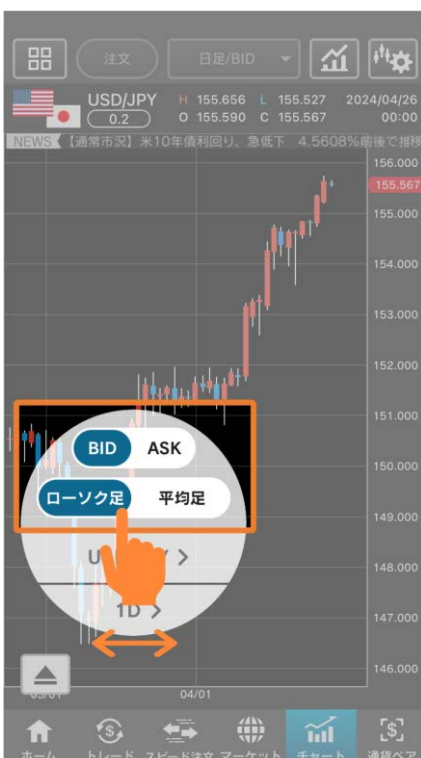 注文
日足/BID
USD/JPY H 155.656 L 155.527 2024/04/26
0.2 O 155.590 C 155.567 00:00
NEWS 【通常市況】米10年債利回り、急低下 4.5608%前後で推移
156.000
155.567
155.000
154.000
153.000
152.000
151.000
BID ASK
150.000
ローソク足 平均足
149.000
148.000
1D >
147.000
146.000
03/01 04/01
ホーム トレード スピード注文 マーケット チャート 通貨ペア